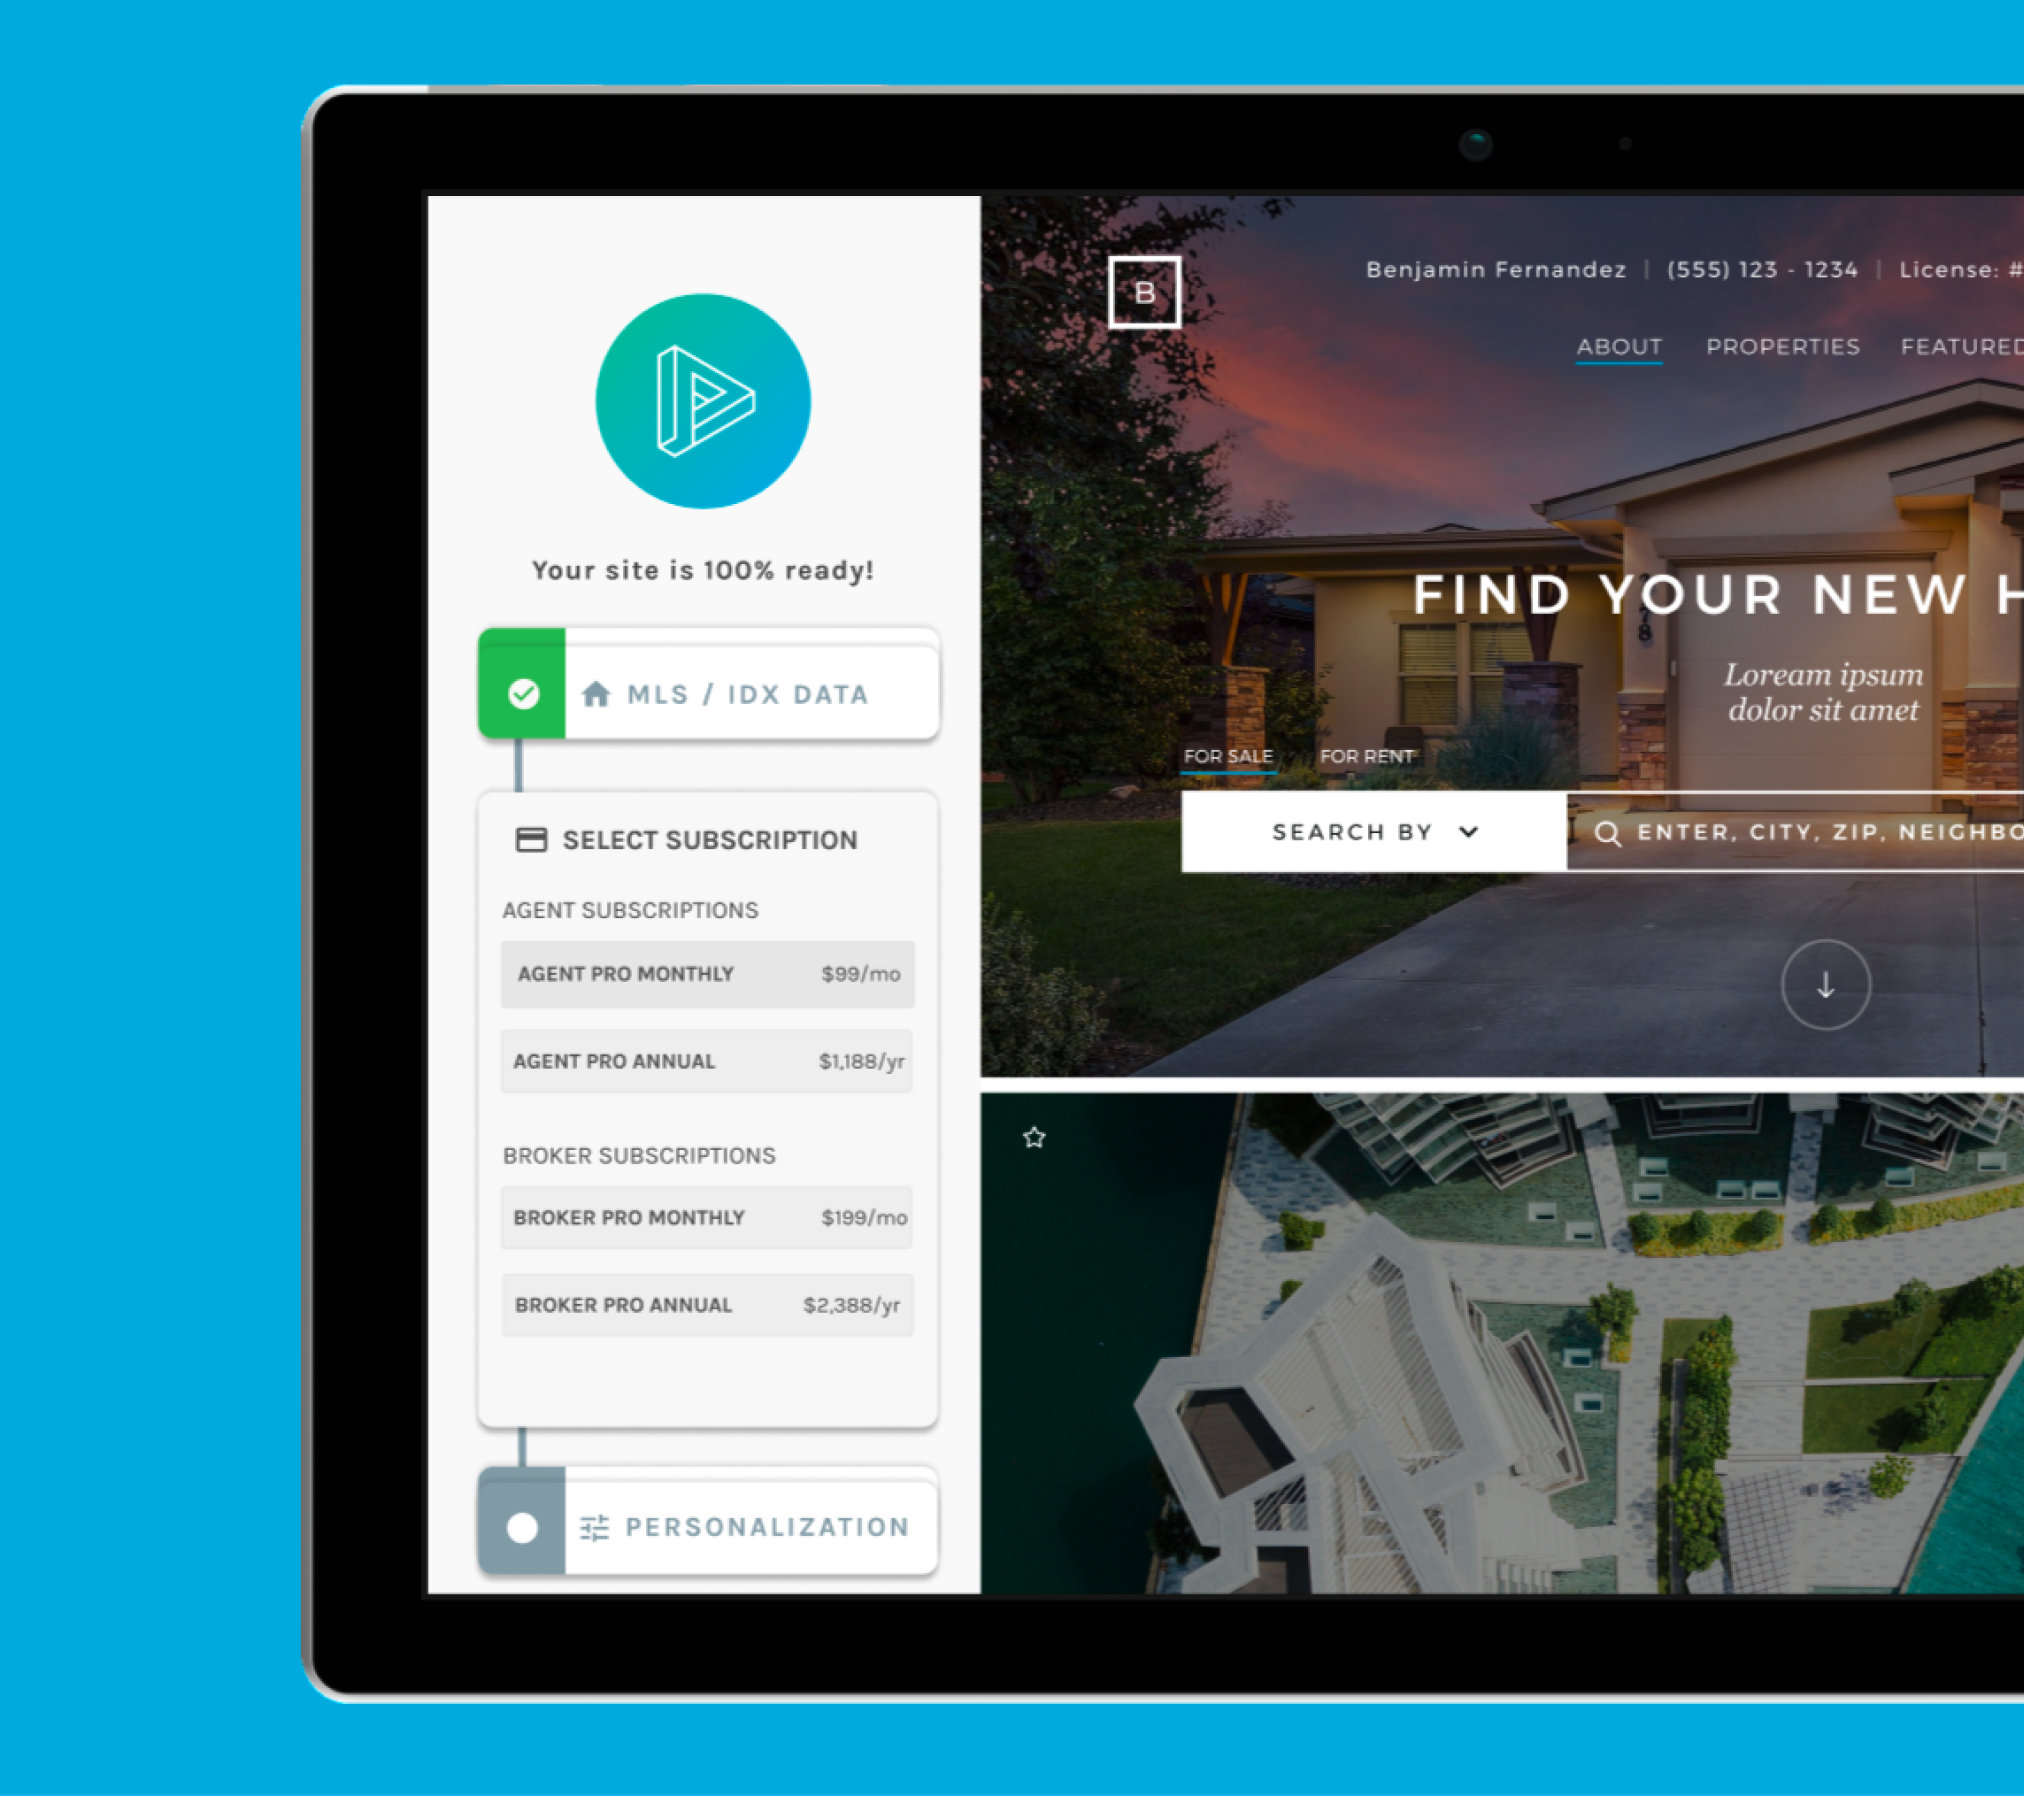 Your site is 100% ready!
MLS / IDX DATA
SELECT SUBSCRIPTION
AGENT SUBSCRIPTIONS
AGENT PRO MONTHLY $99/mo
AGENT PRO ANNUAL $1,188/yr
BROKER SUBSCRIPTIONS
BROKER PRO MONTHLY $199/mo
BROKER PRO ANNUAL $2,388/yr
PERSONALIZATION
B
Benjamin Fernandez | (555) 123 - 1234 | License: #
ABOUT PROPERTIES FEATURED
FIND YOUR NEW H
Loream ipsum
dolor sit amet
FOR SALE FOR RENT
SEARCH BY ENTER, CITY, ZIP, NEIGHBO